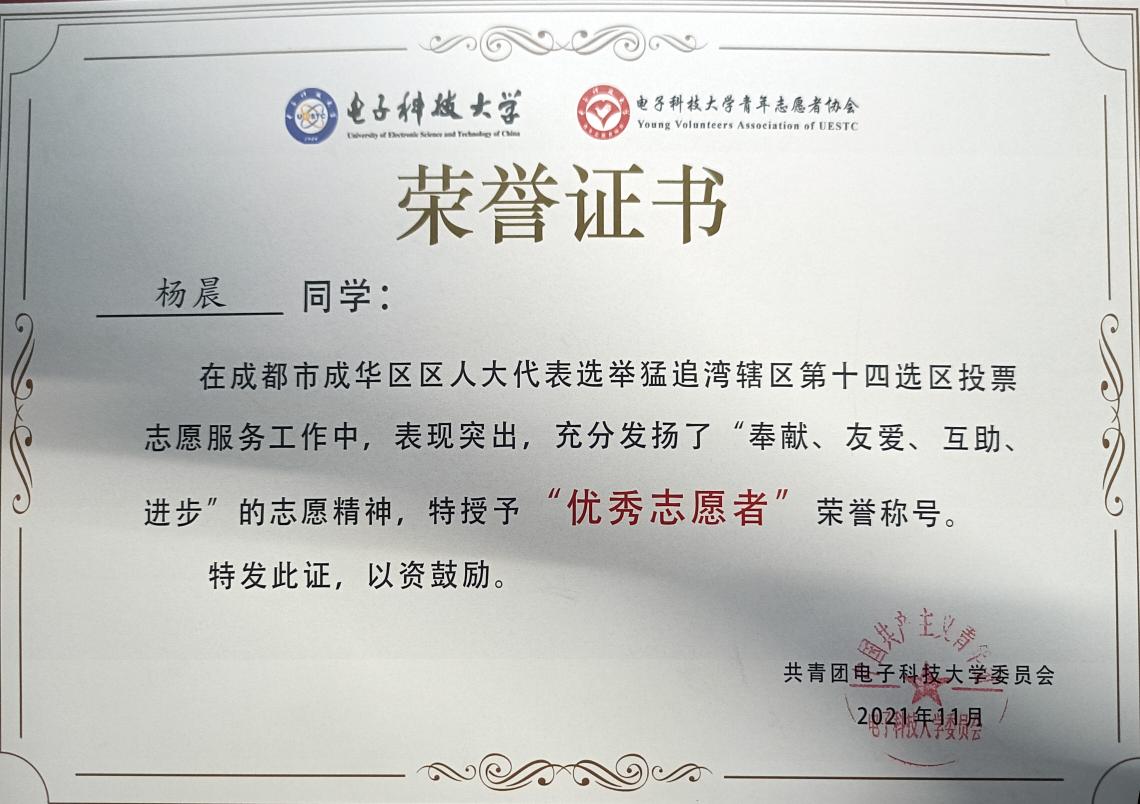 电子科技大学
University of Electronic Science and Technology of China
电子科技大学青年志愿者协会
Young Volunteers Association of UESTC
荣誉证书
杨晨 同学：
在成都市成华区区人大代表选举猛追湾辖区第十四选区投票
志愿服务工作中，表现突出，充分发扬了“奉献、友爱、互助、
进步”的志愿精神，特授予“优秀志愿者”荣誉称号。
特发此证，以资鼓励。
共青团电子科技大学委员会
2021年11月
中国共产主义青年团
电子科技大学委员会